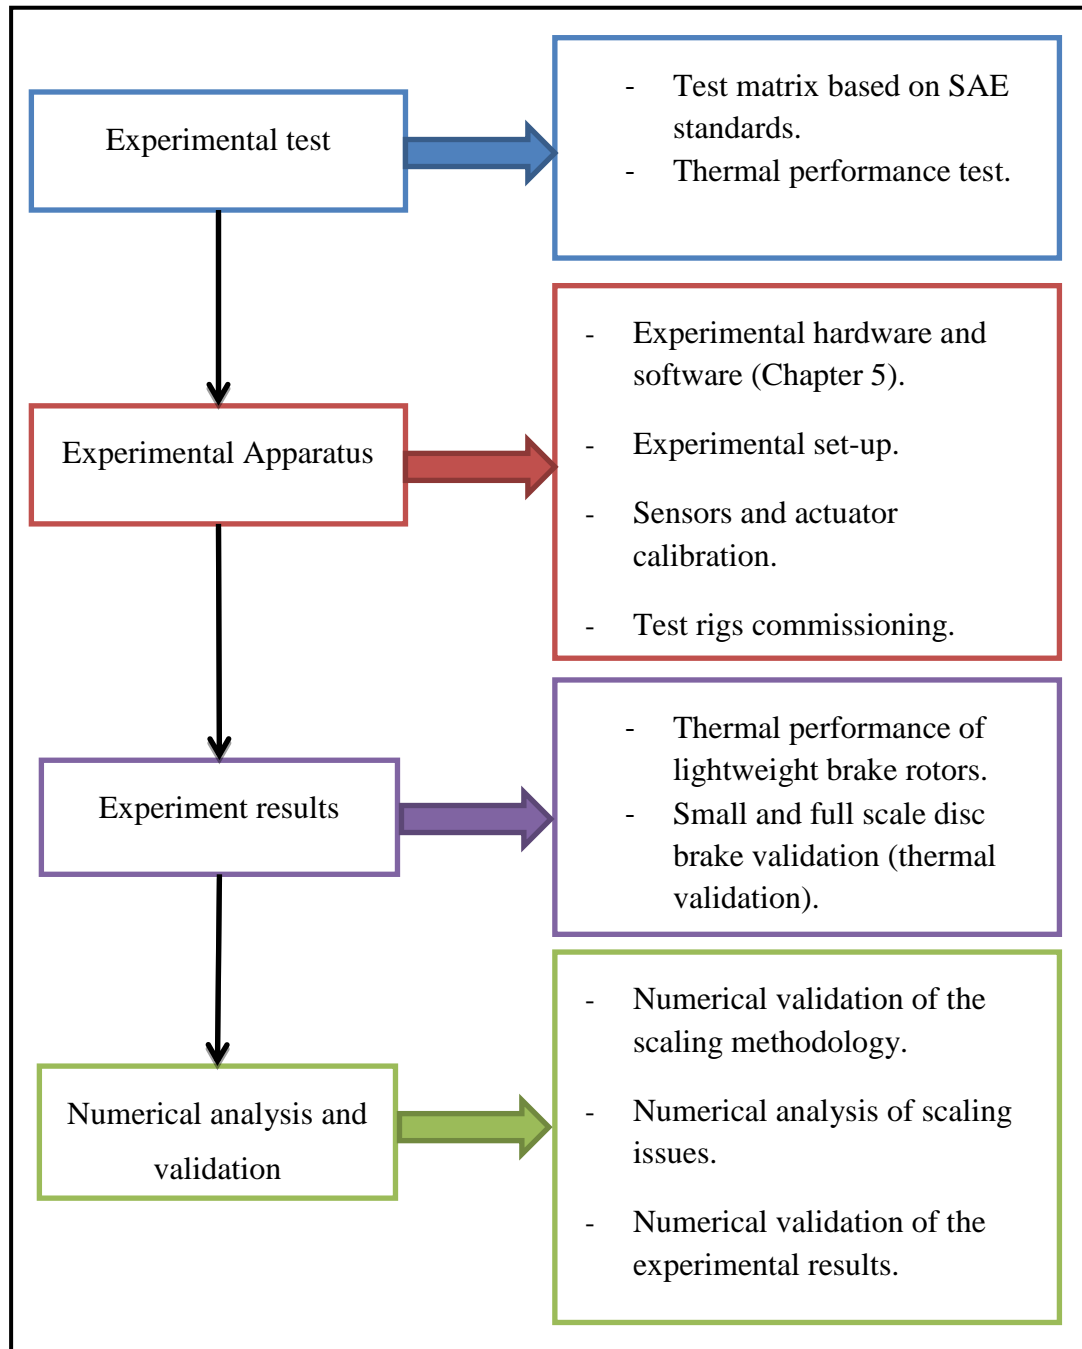 Experimental test
- Test matrix based on SAE
standards.
- Thermal performance test.
Experimental Apparatus
- Experimental hardware and
software (Chapter 5).
- Experimental set-up.
- Sensors and actuator
calibration.
- Test rigs commissioning.
Experiment results
- Thermal performance of
lightweight brake rotors.
- Small and full scale disc
brake validation (thermal
validation).
Numerical analysis and
validation
- Numerical validation of the
scaling methodology.
- Numerical analysis of scaling
issues.
- Numerical validation of the
experimental results.